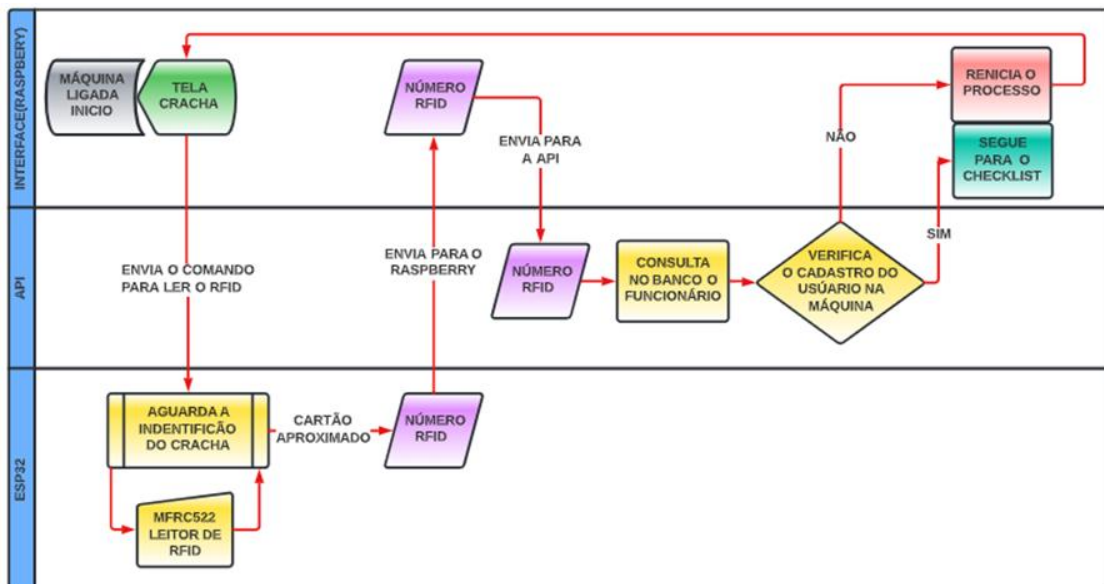 INTERFACE(RASPBERY)
MÁQUINA
LIGADA
INICIO
TELA
CRACHA
NÚMERO
RFID
ENVIA PARA
A API
NÃO
RENICIA O
PROCESSO
SEGUE
PARA O
CHECKLIST
SIM
API
ENVIA O COMANDO
PARA LER O RFID
ENVIA PARA O
RASPBERRY
NÚMERO
RFID
CONSULTA
NO BANCO O
FUNCIONÁRIO
VERIFICA
O CADASTRO DO
USÚARIO NA
MÁQUINA
ESP32
AGUARDA A
INDENTIFICÃO
DO CRACHA
CARTÃO
APROXIMADO
NÚMERO
RFID
MFRC522
LEITOR DE
RFID